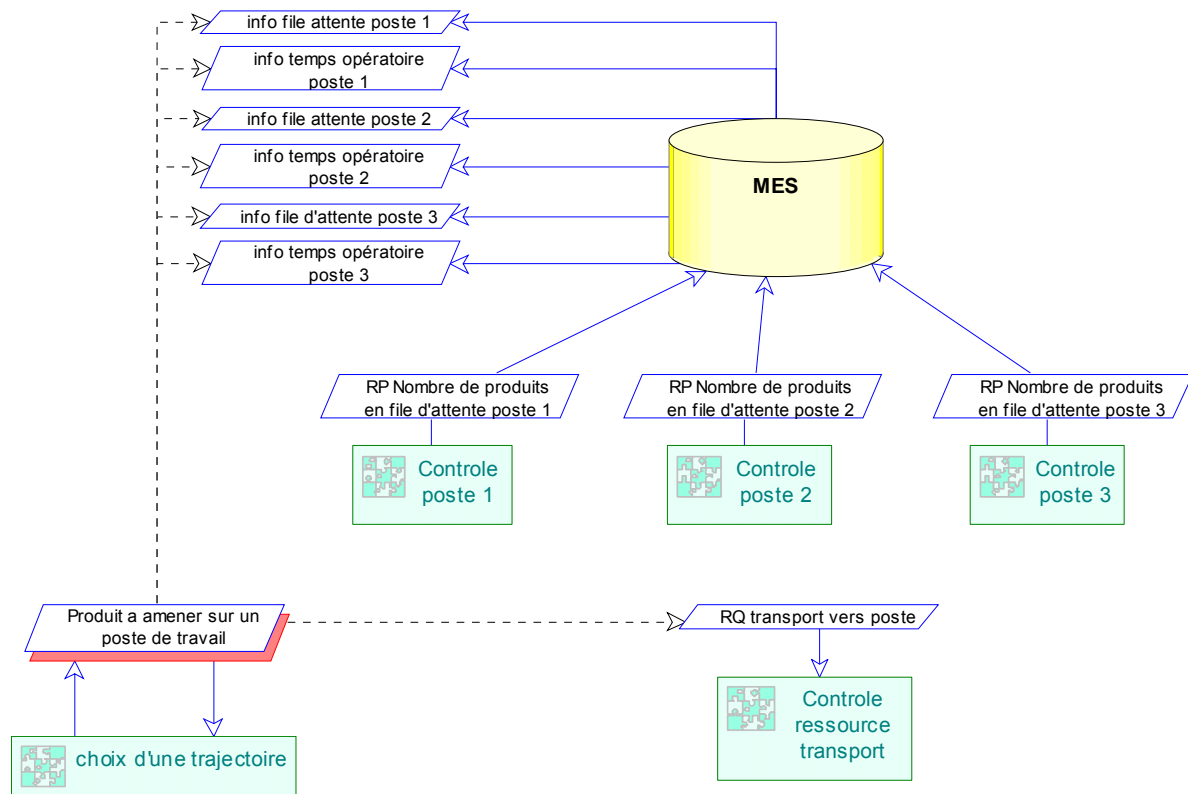 info file attente poste 1
info temps opératoire
poste 1
info file attente poste 2
info temps opératoire
poste 2
info file d'attente poste 3
info temps opératoire
poste 3
MES
RP Nombre de produits
en file d'attente poste 1
RP Nombre de produits
en file d'attente poste 2
RP Nombre de produits
en file d'attente poste 3
Controle
poste 1
Controle
poste 2
Controle
poste 3
Produit a amener sur un
poste de travail
RQ transport vers poste
Controle
ressource
transport
choix d'une trajectoire